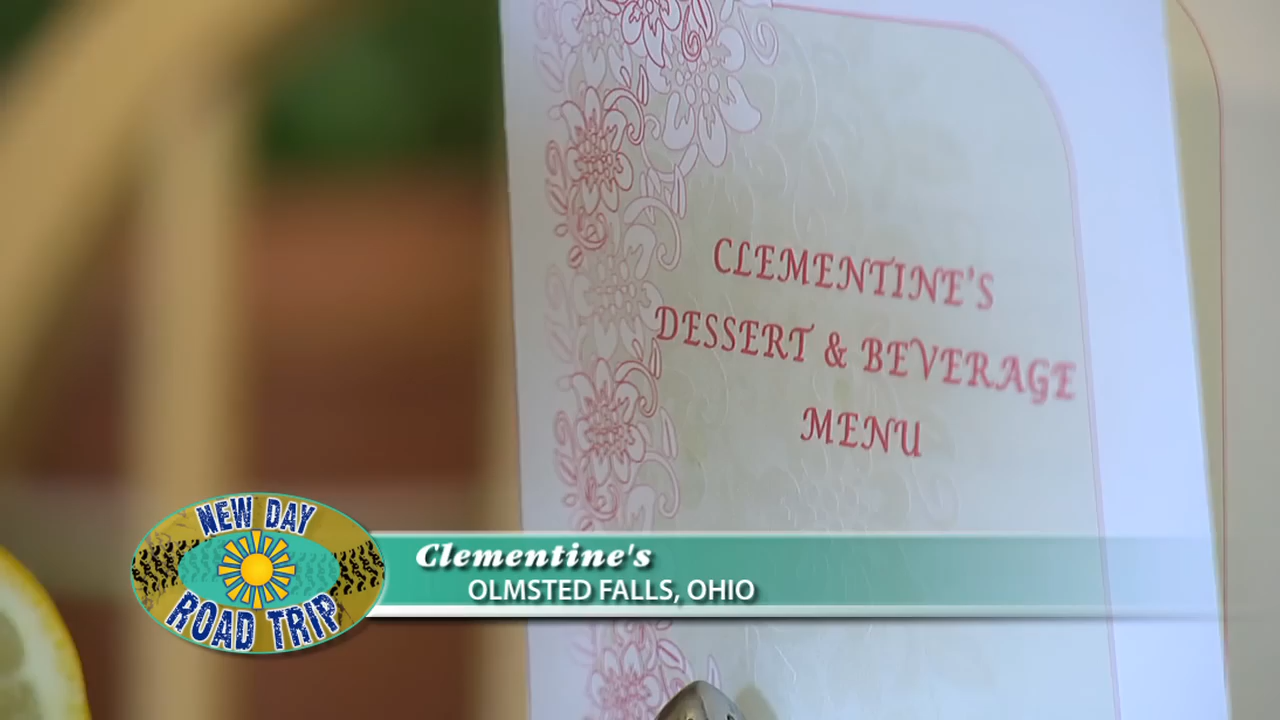 CLEMENTINE'S
DESSERT & BEVERAGE
MENU
NEW DAY
ROAD TRIP
Clementine's
OLMSTED FALLS, OHIO